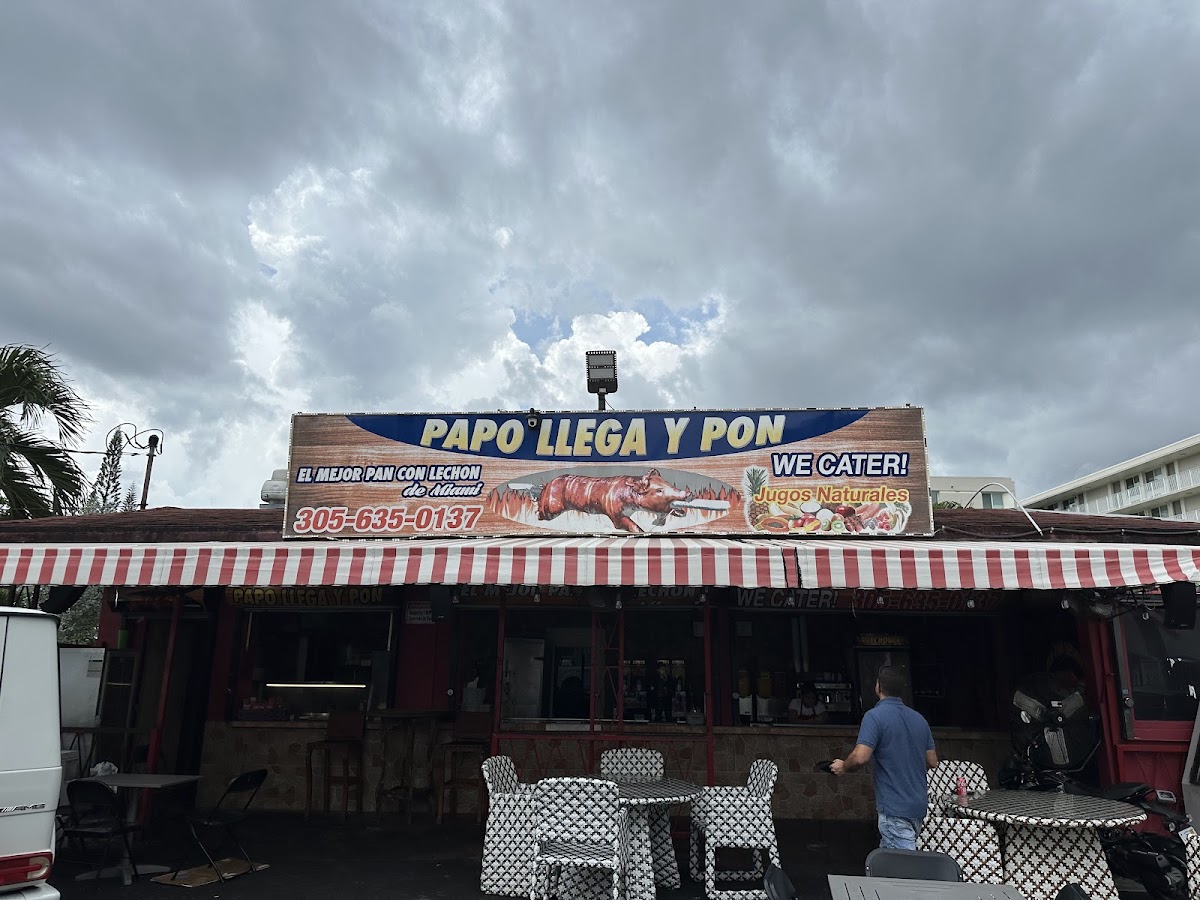 PAPO LLEGA Y PON
EL MEJOR PAN CON LECHON
de Miami
305-635-0137
WE CATER!
Jugos Naturales
PAPO LLEGA Y PON
WE CATER!
AMG